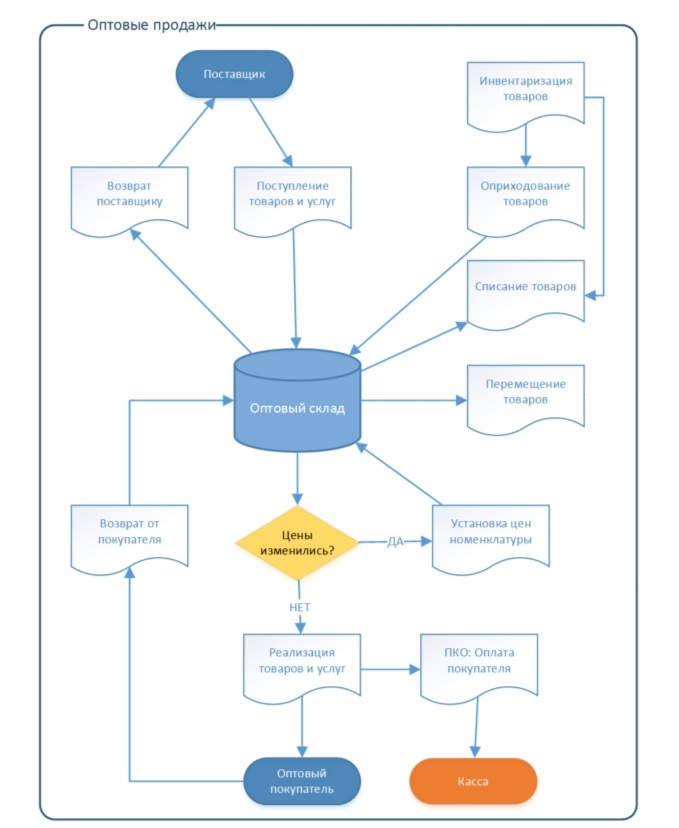 Оптовые продажи
Поставщик
Инвентаризация
товаров
Возврат
поставщику
Поступление
товаров и услуг
Оприходование
товаров
Списание товаров
Оптовый склад
Перемещение
товаров
Возврат от
покупателя
Цены
изменились?
ДА
Установка цен
номенклатуры
НЕТ
Реализация
товаров и услуг
ПКО: Оплата
покупателя
Оптовый
покупатель
Касса